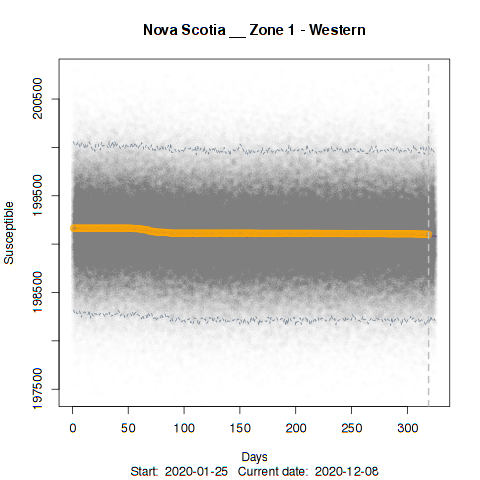 Nova Scotia __ Zone 1 - Western
Susceptible
200500
199500
198500
197500
0 50 100 150 200 250 300
Days
Start: 2020-01-25 Current date: 2020-12-08